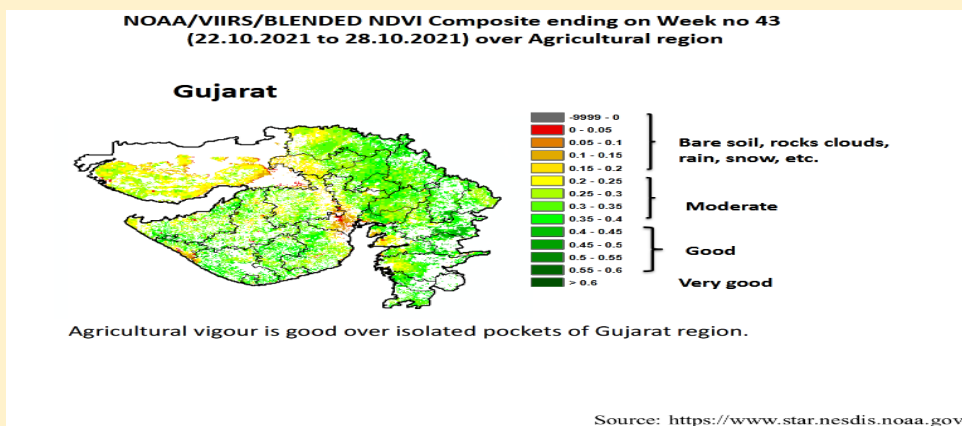 NOAA/VIIRS/BLENDED NDVI Composite ending on Week no 43
(22.10.2021 to 28.10.2021) over Agricultural region
Gujarat
-9999 - 0
0 - 0.05
0.05 - 0.1
0.1 - 0.15
0.15 - 0.2
0.2 - 0.25
0.25 - 0.3
0.3 - 0.35
0.35 - 0.4
0.4 - 0.45
0.45 - 0.5
0.5 - 0.55
0.55 - 0.6
> 0.6
Bare soil, rocks clouds,
rain, snow, etc.
Moderate
Good
Very good
Agricultural vigour is good over isolated pockets of Gujarat region.
Source: https://www.star.nesdis.noaa.gov